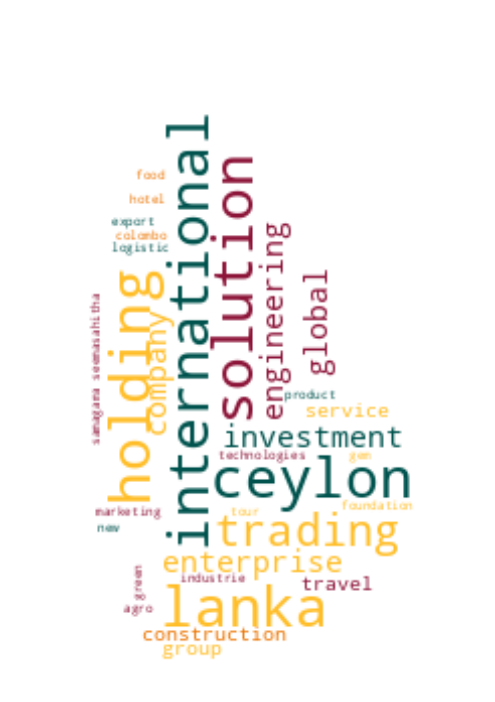 international
solution
food
hotel
export
colombo
logistic
engineering
global
holding
company
samagama seemasahitha
product
service
investment
technologies
gem
ceylon
foundation
marketing
tour
new
trading
enterprise
industrie
travel
green
agro
lanka
construction
group